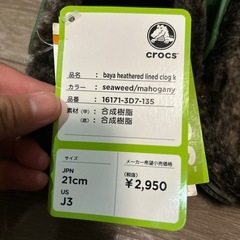 crocs
品名 : baya heathered lined clog k
カラー : seaweed/mahogany
品番 : 16171-3D7-135
素材 (甲) : 合成樹脂
(底) : 合成樹脂
サイズ
JPN
21cm
US
J3
メーカー希望小売価格
(税抜)
¥2,950